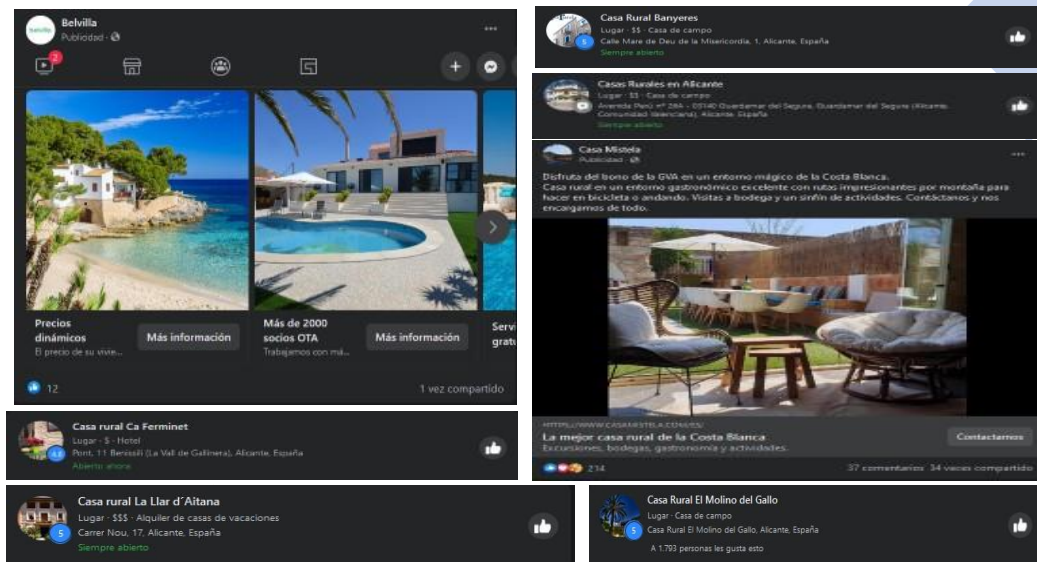 Belvilla
Publicidad ·
2
Precios
dinámicos
El precio de su vivie...
Más información
Más de 2000
socios OTA
Trabajamos con má...
Más información
Servi
gratu
12
1 vez compartido
Casa rural Ca Ferminet
Lugar · $ · Hotel
Pont, 11 Benissili (La Vall de Gallinera), Alicante, España
Abierto ahora
Casa rural La Llar d´Aitana
Lugar · $$$ · Alquiler de casas de vacaciones
Carrer Nou, 17, Alicante, España
Siempre abierto
5
Casa Rural Banyeres
Lugar · $$ · Casa de campo
Calle Mare de Deu de la Misericordia, 1, Alicante, España
Siempre abierto
5
Casas Rurales en Alicante
Lugar · $$ · Casa de campo
Avenida Perú nº 28A - 03140 Guardamar del Segura, Guardamar del Segura (Alicante,
Comunidad Valenciana), Alicante, España
Siempre abierto
Casa Mistela
Publicidad ·
Disfruta del bono de la GVA en un entorno mágico de la Costa Blanca.
Casa rural en un entorno gastronómico excelente con rutas impresionantes por montaña para
hacer en bicicleta o andando. Visitas a bodega y un sinfín de actividades. Contáctanos y nos
encargamos de todo.
HTTPS://WWW.CASAMISTELA.COM/ES/
La mejor casa rural de la Costa Blanca
Excursiones, bodegas, gastronomía y actividades.
Contactarnos
214
37 comentarios 34 veces compartido
Casa Rural El Molino del Gallo
Lugar · Casa de campo
Casa Rural El Molino del Gallo, Alicante, España
A 1.793 personas les gusta esto
5